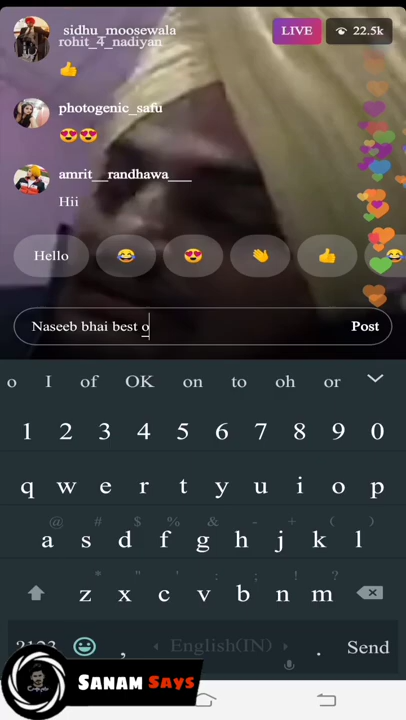 sidhu_moosewala
LIVE
22.5k
rohit_4_nadiyan
👍
photogenic_safu
😍😍
amrit__randhawa___
Hii
Hello 😂 😍 👏 👍 😂
Naseeb bhai best o
Post
o I of OK on to oh or
1 2 3 4 5 6 7 8 9 0
q w e r t y u i o p
@ # $ % & - + ( )
a s d f g h j k l
* " ' : ; ! ?
z x c v b n m
?123 , English(IN) . Send
SANAM SAYS